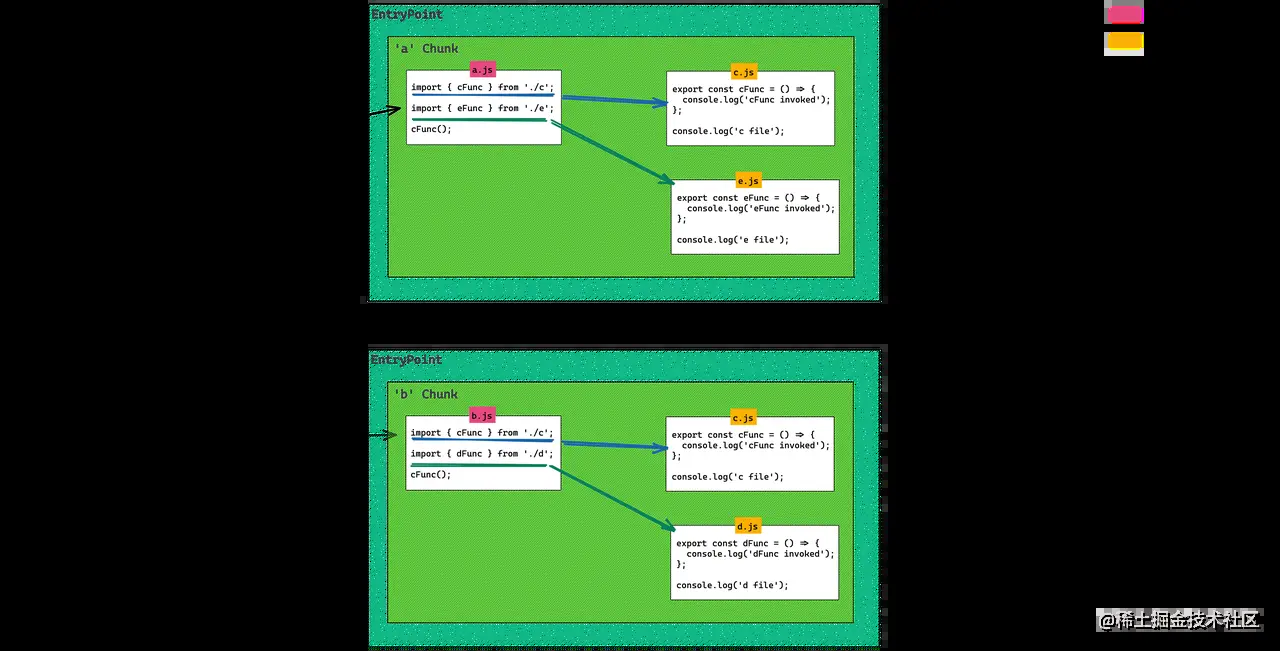 EntryPoint
'a' Chunk
a.js
import { cFunc } from './c';
import { eFunc } from './e';
cFunc();
c.js
export const cFunc = () => {
console.log('cFunc invoked');
};
console.log('c file');
e.js
export const eFunc = () => {
console.log('eFunc invoked');
};
console.log('e file');
EntryPoint
'b' Chunk
b.js
import { cFunc } from './c';
import { dFunc } from './d';
cFunc();
c.js
export const cFunc = () => {
console.log('cFunc invoked');
};
console.log('c file');
d.js
export const dFunc = () => {
console.log('dFunc invoked');
};
console.log('d file');
@稀土掘金技术社区